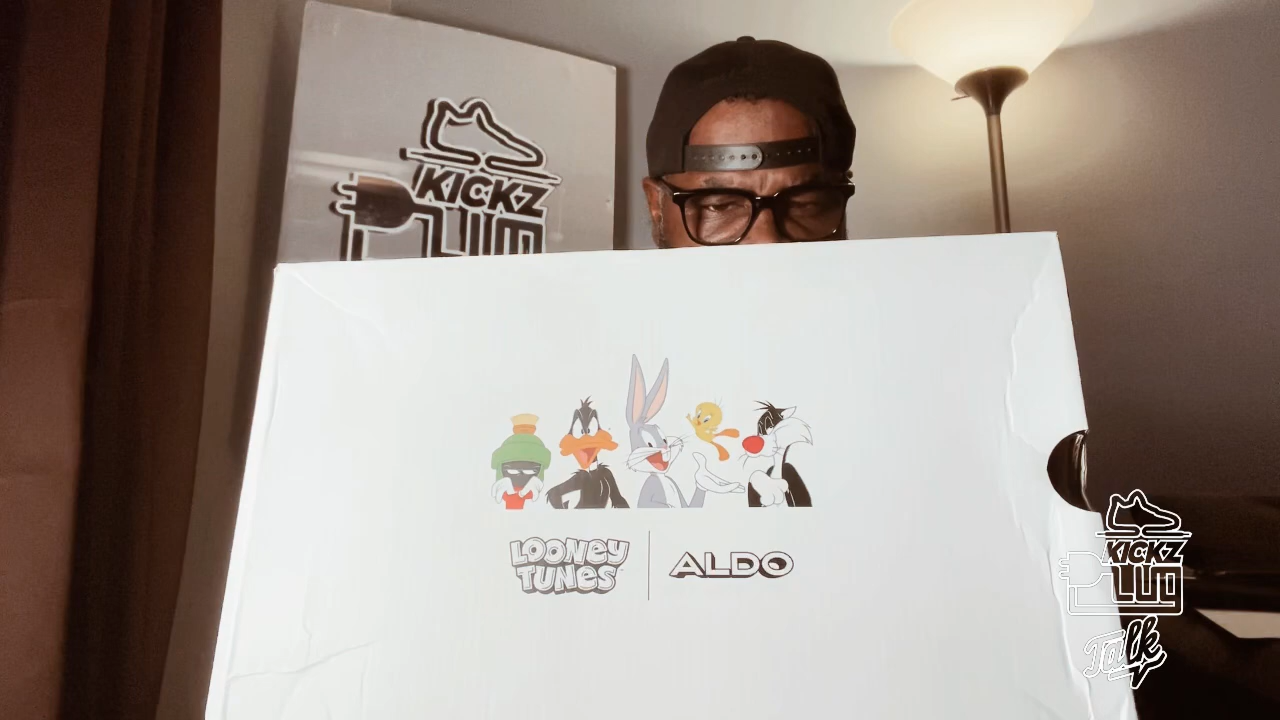 KICKZ
PLUG
LOONEY
TUNES
ALDO
KICKZ
PLUG
Talk